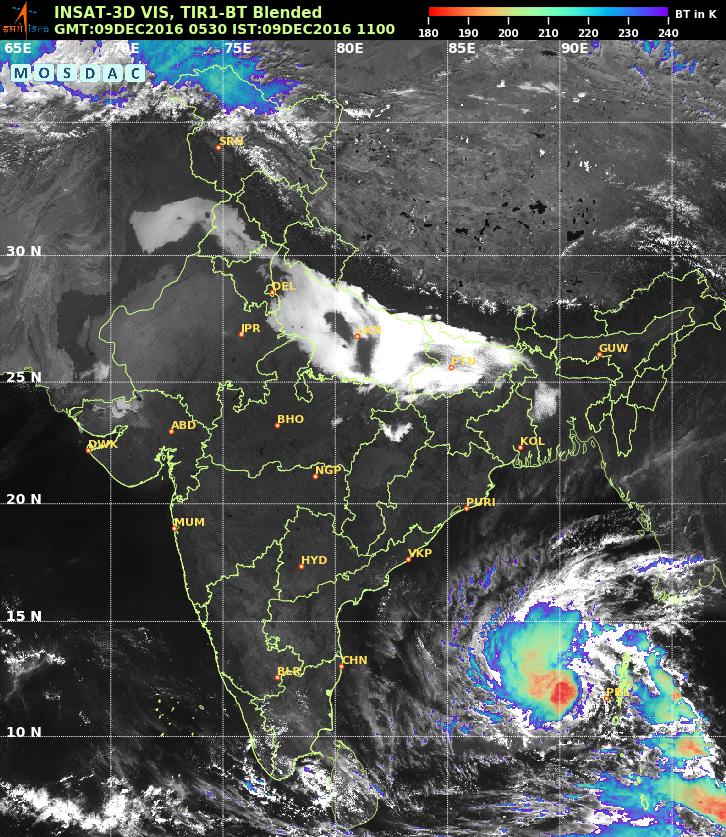 INSAT-3D VIS, TIR1-BT Blended
GMT:09DEC2016 0530 IST:09DEC2016 1100
BT in K
180 190 200 210 220 230 240
65E 70E 75E 80E 85E 90E
MOSDAC
SRN
30 N
DEL
JPR
LKN
PTN
GUW
25 N
ABD
BHO
DWK
KOL
NGP
20 N
PURI
MUM
VKP
HYD
15 N
CHN
BLR
10 N